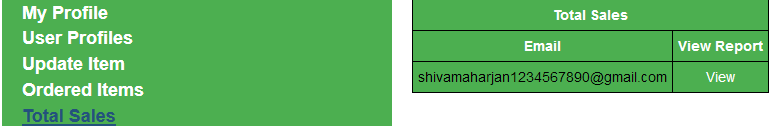 My Profile
User Profiles
Update Item
Ordered Items
Total Sales
Total Sales
Email View Report
shivamaharjan1234567890@gmail.com View